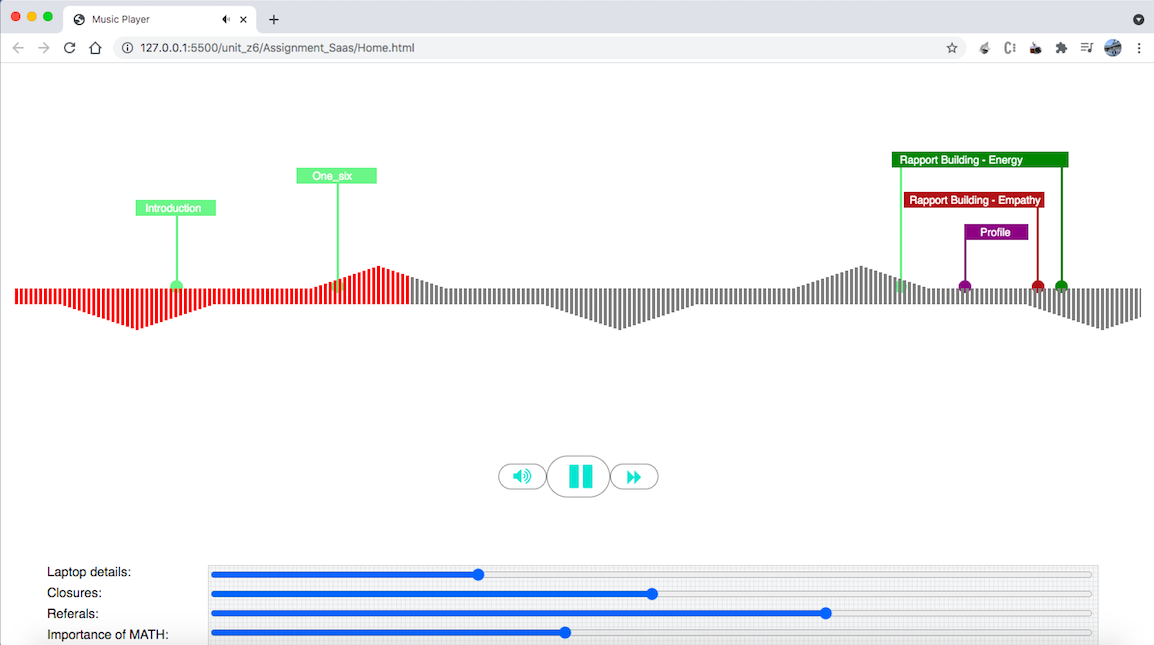 Music Player
127.0.0.1:5500/unit_z6/Assignment_Saas/Home.html
Rapport Building - Energy
One_six
Rapport Building - Empathy
Introduction
Profile
Laptop details:
Closures:
Referals:
Importance of MATH: